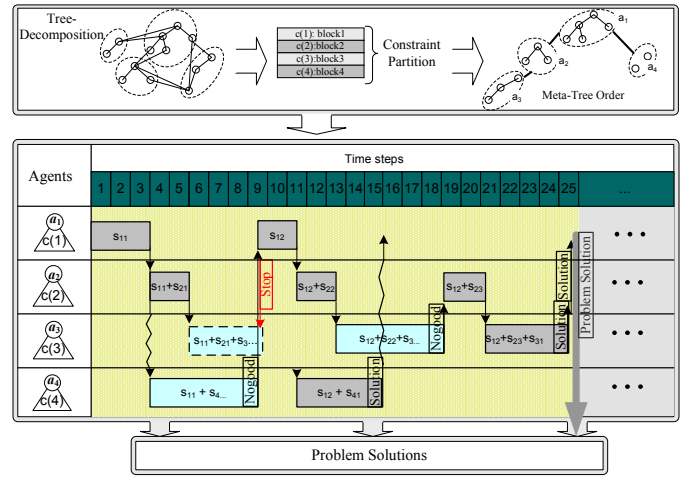 Tree-
Decomposition
c(1): block1
c(2):block2
c(3):block3
c(4):block4
Constraint
Partition
a1
a2
a3
a4
Meta-Tree Order
Agents
Time steps
1 2 3 4 5 6 7 8 9 10 11 12 13 14 15 16 17 18 19 20 21 22 23 24 25 ...
a1
c(1)
s11
s12
a2
c(2)
s11+s21
Stop
s12+s22
s12+s23
Solution
Solution
Problem Solution
a3
c(3)
s11+s21+s3...
s12+s22+s3...
Nogood
s12+s23+s31
a4
c(4)
s11 + s4...
Nogood
s12 + s41
Solution
Problem Solutions